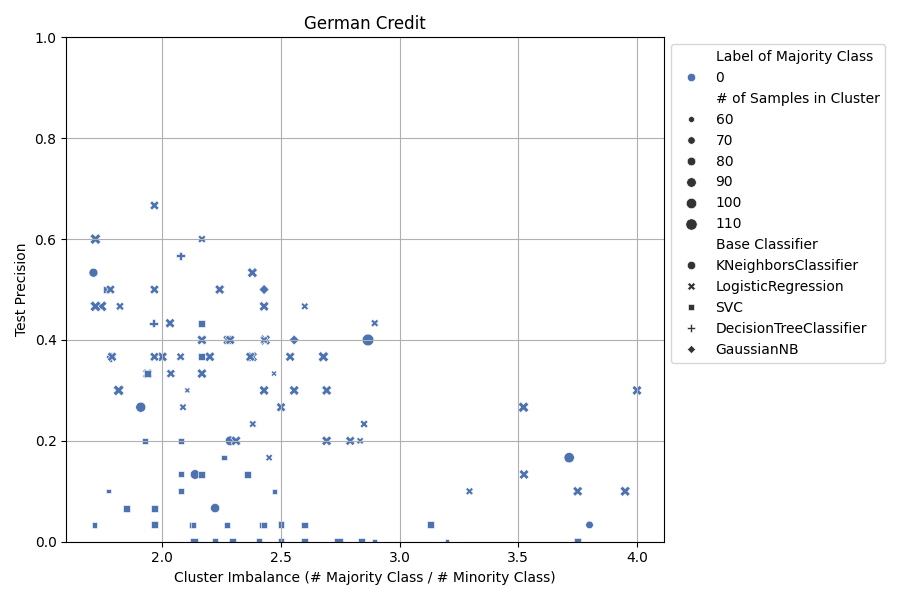 German Credit
1.0
0.8
0.6
0.4
0.2
0.0
Test Precision
2.0
2.5
3.0
3.5
4.0
Cluster Imbalance (# Majority Class / # Minority Class)
Label of Majority Class
0
# of Samples in Cluster
60
70
80
90
100
110
Base Classifier
KNeighborsClassifier
LogisticRegression
SVC
DecisionTreeClassifier
GaussianNB